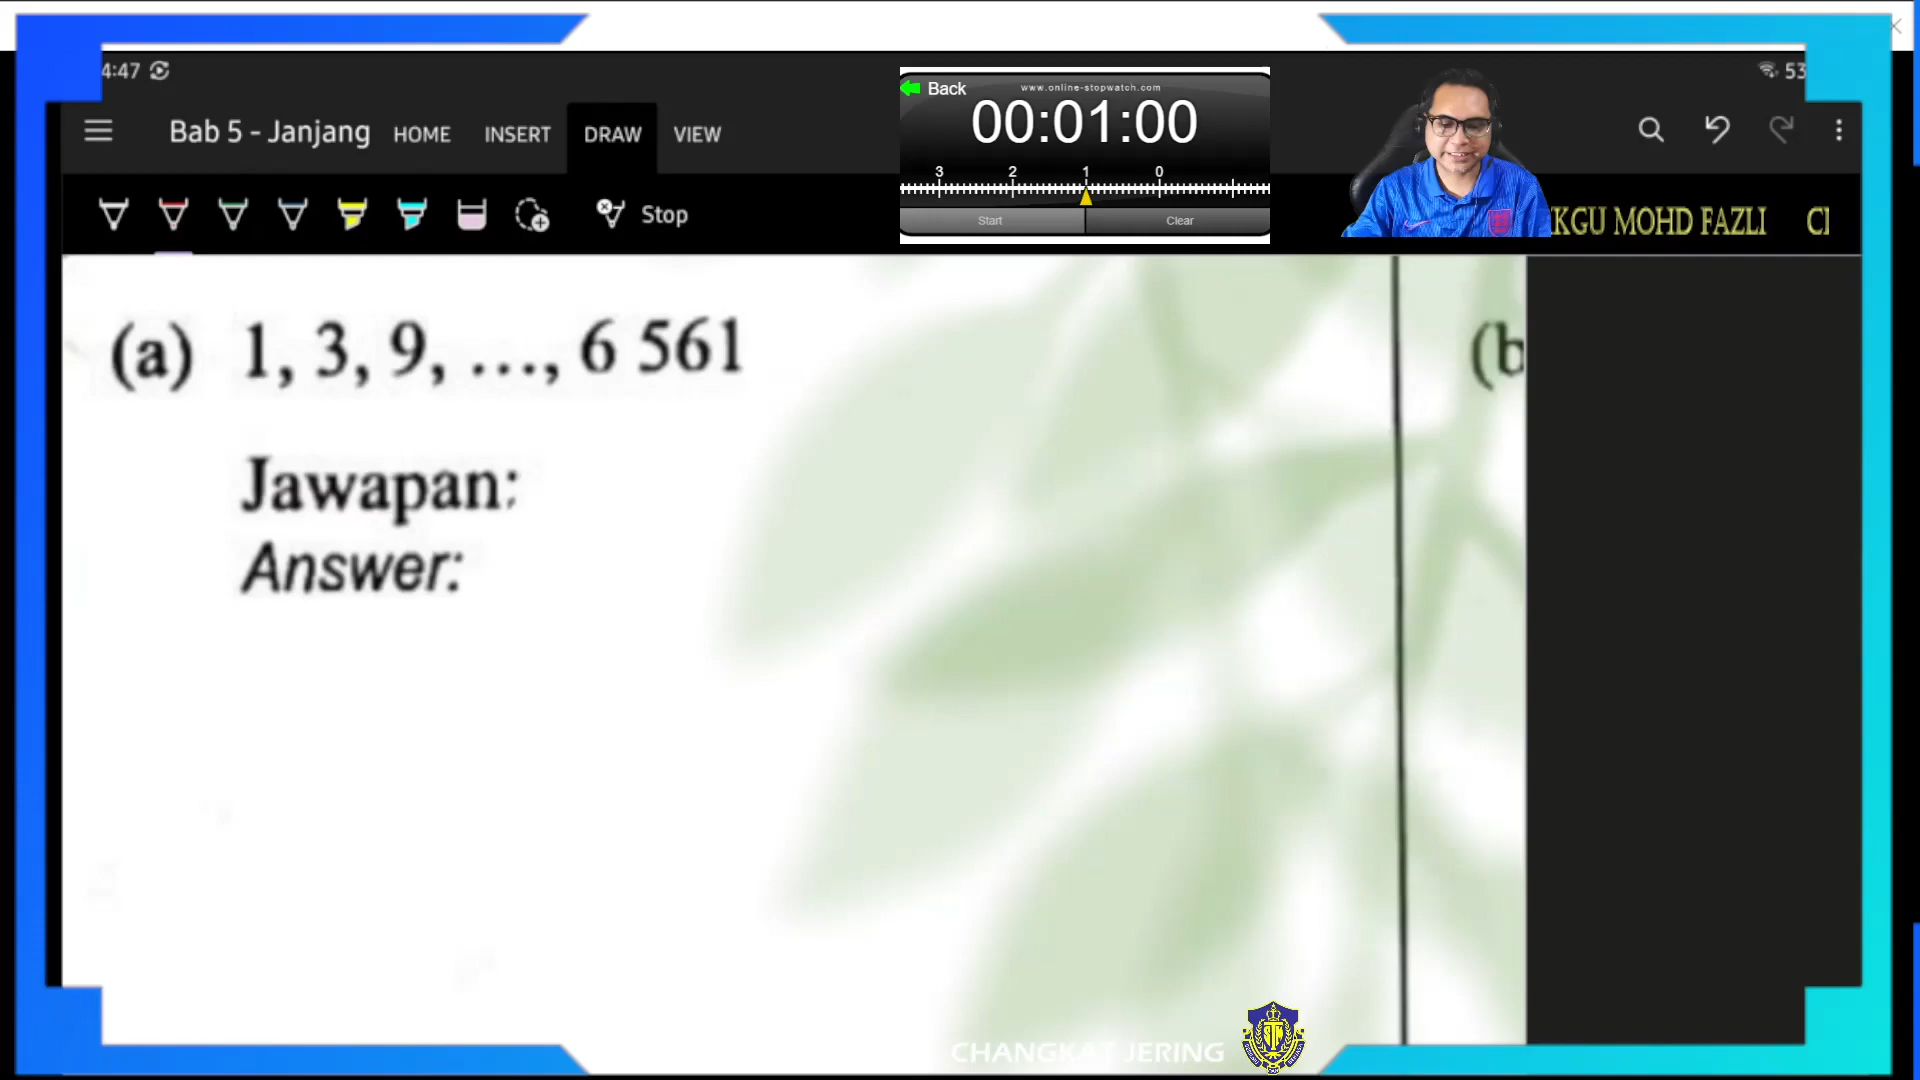 4:47
53
Bab 5 - Janjang HOME INSERT DRAW VIEW
Stop
Back
www.online-stopwatch.com
00:01:00
3 2 1 0
Start Clear
KGU MOHD FAZLI
(a) 1, 3, 9, ..., 6 561
(b
Jawapan:
Answer:
CHANGKAT JERING